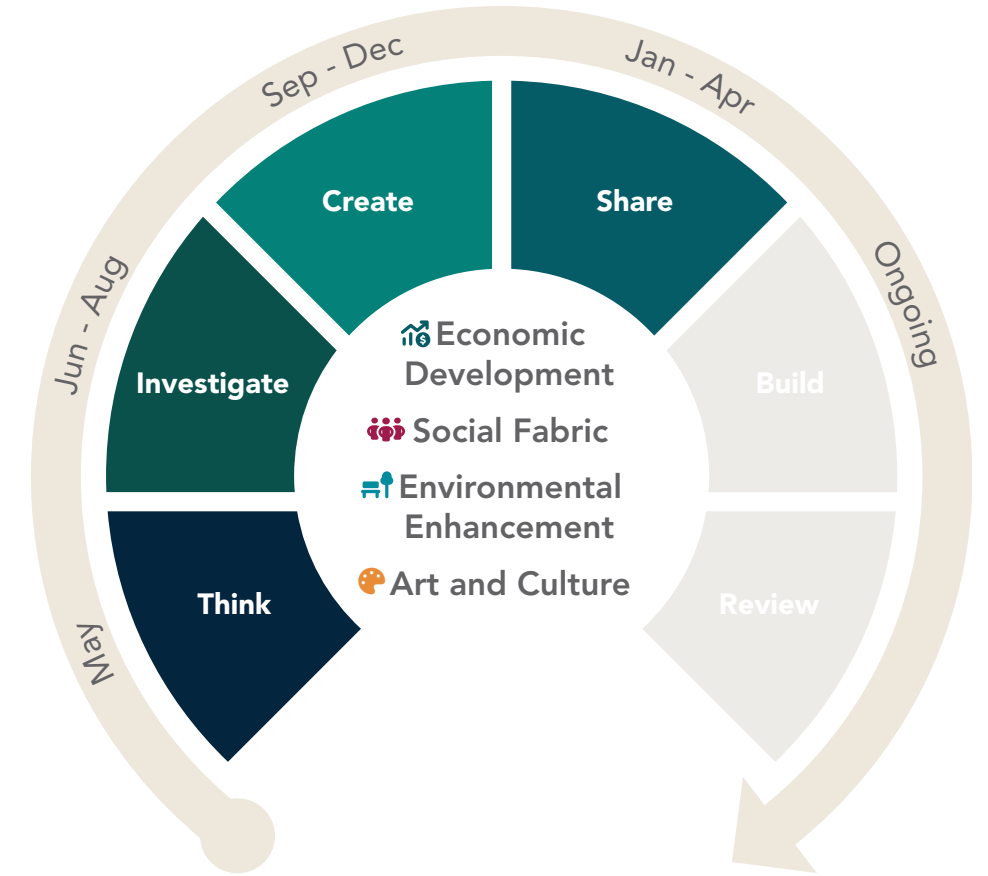 May
Jun - Aug
Sep - Dec
Jan - Apr
Ongoing
Think
Investigate
Create
Share
Build
Review
Economic
Development
Social Fabric
Environmental
Enhancement
Art and Culture